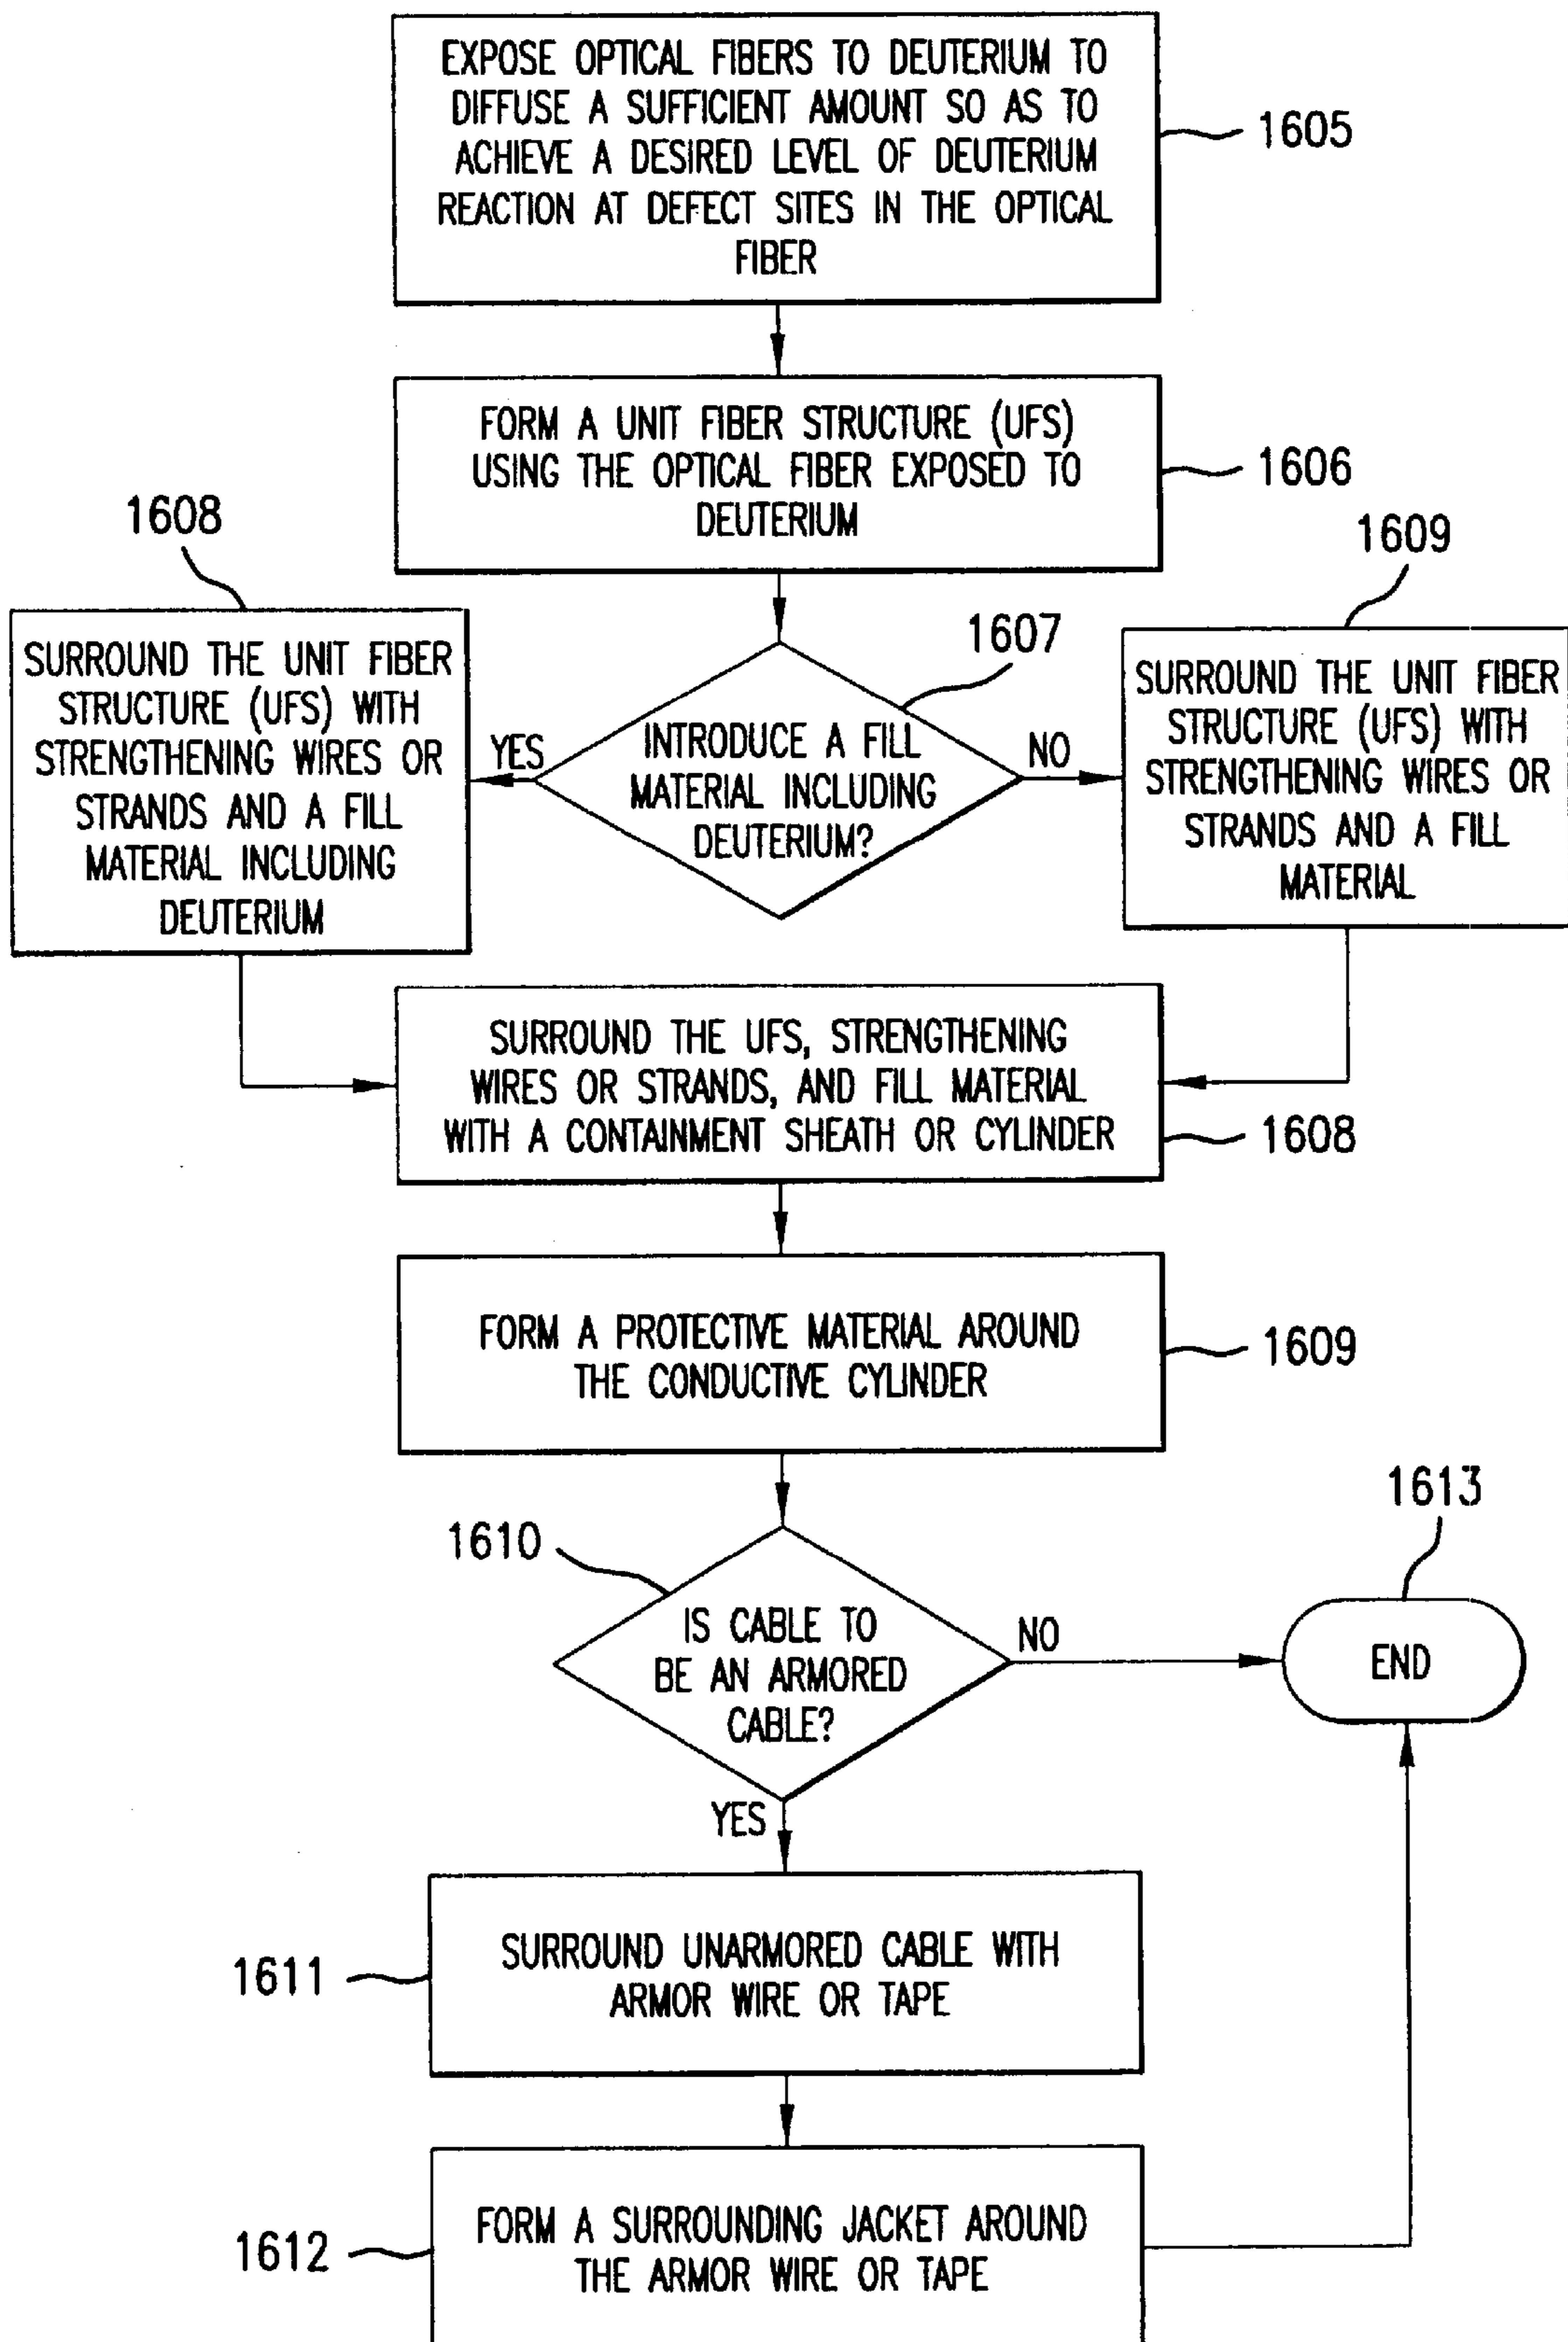 EXPOSE OPTICAL FIBERS TO DEUTERIUM TO
DIFFUSE A SUFFICIENT AMOUNT SO AS TO
ACHIEVE A DESIRED LEVEL OF DEUTERIUM
REACTION AT DEFECT SITES IN THE OPTICAL
FIBER
1605
FORM A UNIT FIBER STRUCTURE (UFS)
USING THE OPTICAL FIBER EXPOSED TO
DEUTERIUM
1606
1607
INTRODUCE A FILL
MATERIAL INCLUDING
DEUTERIUM?
YES
NO
1608
SURROUND THE UNIT FIBER
STRUCTURE (UFS) WITH
STRENGTHENING WIRES OR
STRANDS AND A FILL
MATERIAL INCLUDING
DEUTERIUM
1609
SURROUND THE UNIT FIBER
STRUCTURE (UFS) WITH
STRENGTHENING WIRES OR
STRANDS AND A FILL
MATERIAL
SURROUND THE UFS, STRENGTHENING
WIRES OR STRANDS, AND FILL MATERIAL
WITH A CONTAINMENT SHEATH OR CYLINDER
1608
FORM A PROTECTIVE MATERIAL AROUND
THE CONDUCTIVE CYLINDER
1609
1610
IS CABLE TO
BE AN ARMORED
CABLE?
NO
1613
END
YES
SURROUND UNARMORED CABLE WITH
ARMOR WIRE OR TAPE
1611
FORM A SURROUNDING JACKET AROUND
THE ARMOR WIRE OR TAPE
1612